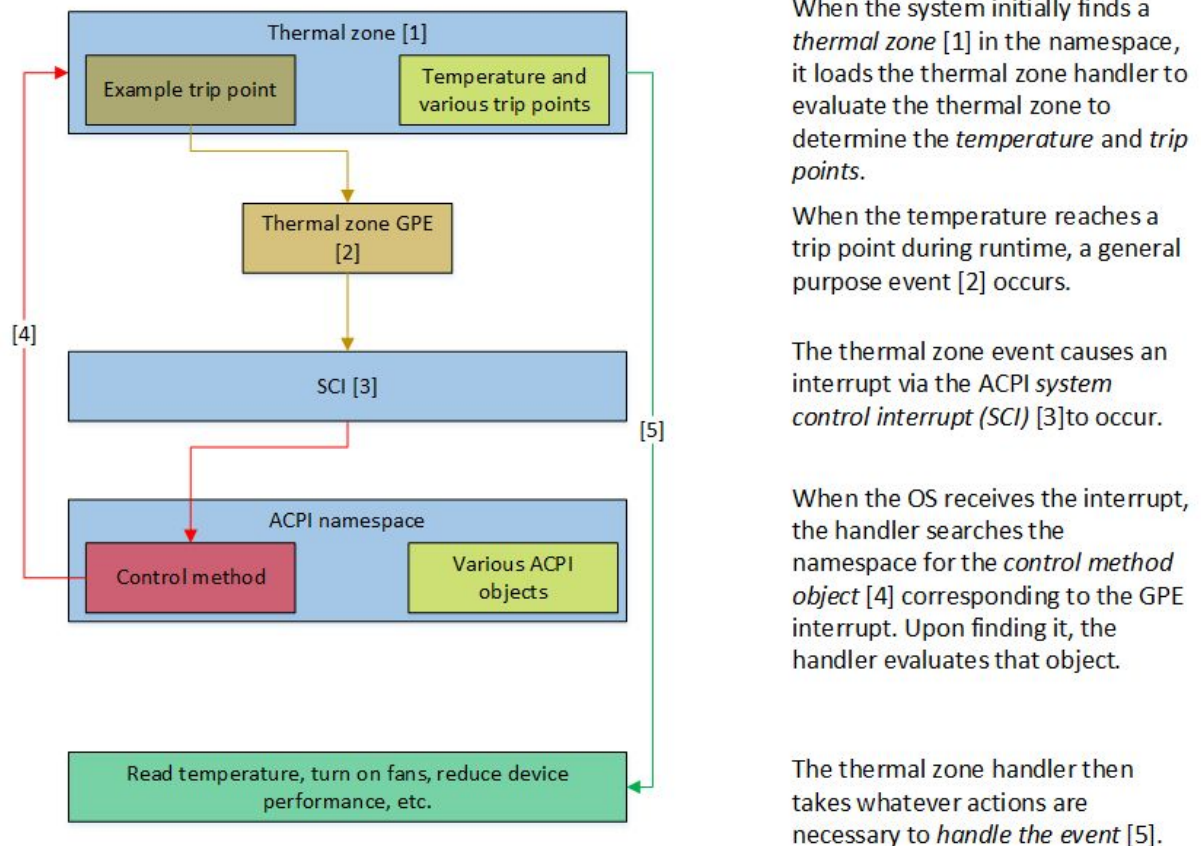 Thermal zone [1]
Example trip point
Temperature and
various trip points
Thermal zone GPE
[2]
[4]
SCI [3]
[5]
ACPI namespace
Control method
Various ACPI
objects
Read temperature, turn on fans, reduce device
performance, etc.
When the system initially finds a
thermal zone [1] in the namespace,
it loads the thermal zone handler to
evaluate the thermal zone to
determine the temperature and trip
points.
When the temperature reaches a
trip point during runtime, a general
purpose event [2] occurs.
The thermal zone event causes an
interrupt via the ACPI system
control interrupt (SCI) [3]to occur.
When the OS receives the interrupt,
the handler searches the
namespace for the control method
object [4] corresponding to the GPE
interrupt. Upon finding it, the
handler evaluates that object.
The thermal zone handler then
takes whatever actions are
necessary to handle the event [5].